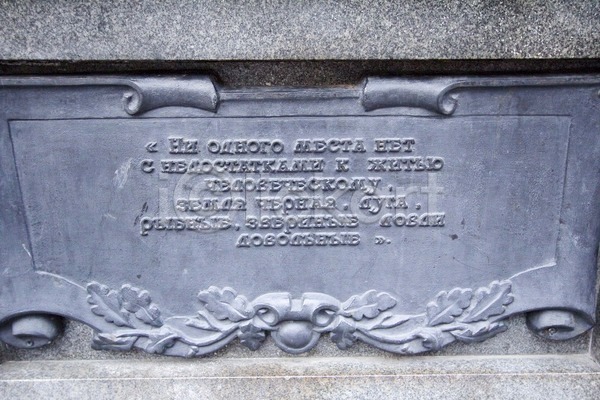 « Ни одного места нет
с недостатками к житью
человеческому
земля черная, луга,
рыбные, звериные ловли
довольные ».